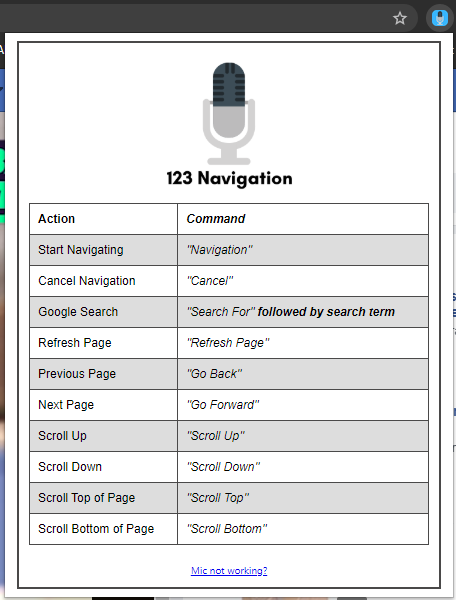 123 Navigation
Action Command
Start Navigating "Navigation"
Cancel Navigation "Cancel"
Google Search "Search For" followed by search term
Refresh Page "Refresh Page"
Previous Page "Go Back"
Next Page "Go Forward"
Scroll Up "Scroll Up"
Scroll Down "Scroll Down"
Scroll Top of Page "Scroll Top"
Scroll Bottom of Page "Scroll Bottom"
Mic not working?